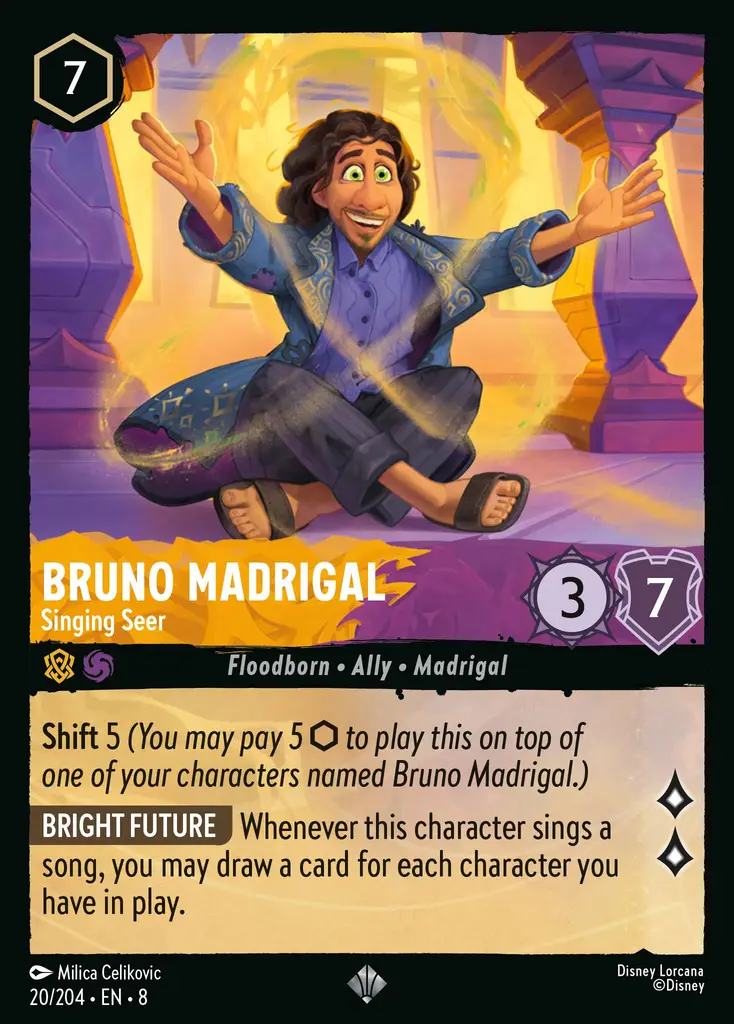 7
BRUNO MADRIGAL
Singing Seer
3
7
Floodborn • Ally • Madrigal
Shift 5 (You may pay 5 ⬡ to play this on top of
one of your characters named Bruno Madrigal.)
BRIGHT FUTURE Whenever this character sings a
song, you may draw a card for each character you
have in play.
Milica Celikovic
20/204 • EN • 8
Disney Lorcana
©Disney